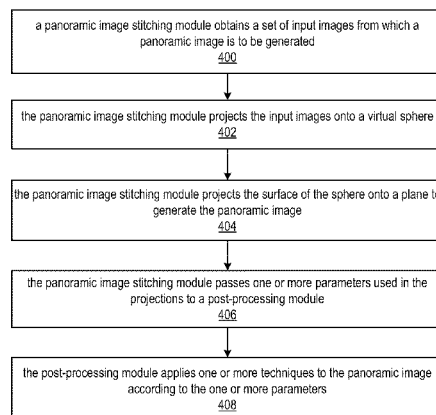 a panoramic image stitching module obtains a set of input images from which a
panoramic image is to be generated
400
the panoramic image stitching module projects the input images onto a virtual sphere
402
the panoramic image stitching module projects the surface of the sphere onto a plane to
generate the panoramic image
404
the panoramic image stitching module passes one or more parameters used in the
projections to a post-processing module
406
the post-processing module applies one or more techniques to the panoramic image
according to the one or more parameters
408